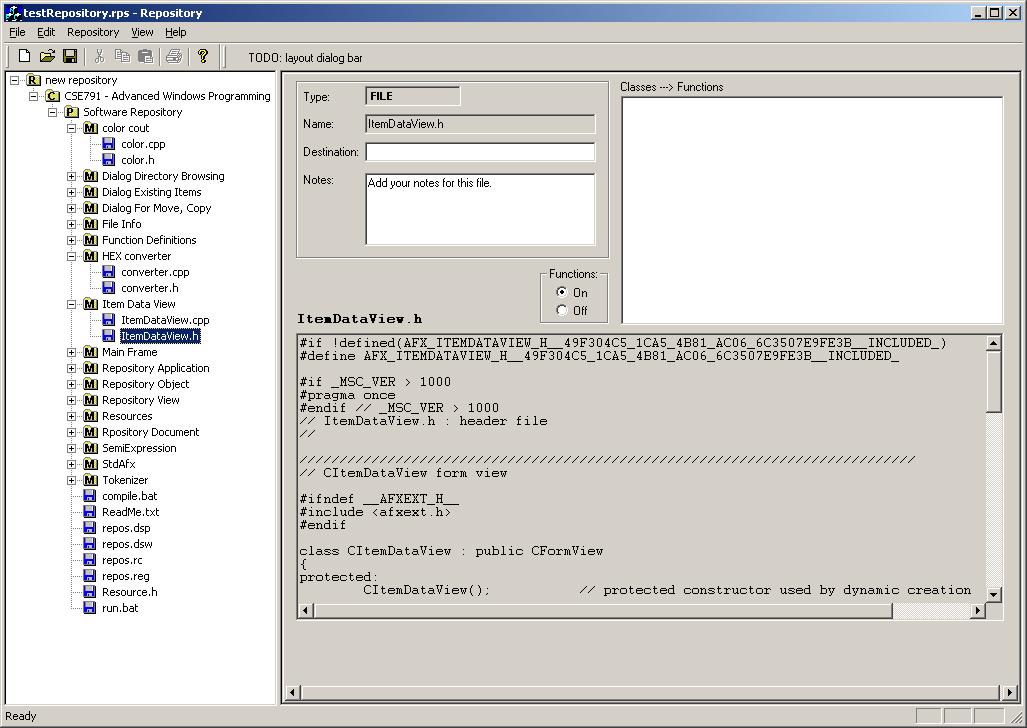 testRepository.rps - Repository
File Edit Repository View Help
TODO: layout dialog bar
new repository
CSE791 - Advanced Windows Programming
Software Repository
color cout
color.cpp
color.h
Dialog Directory Browsing
Dialog Existing Items
Dialog For Move, Copy
File Info
Function Definitions
HEX converter
converter.cpp
converter.h
Item Data View
ItemDataView.cpp
ItemDataView.h
Main Frame
Repository Application
Repository Object
Repository View
Resources
Rpository Document
SemiExpression
StdAfx
Tokenizer
compile.bat
ReadMe.txt
repos.dsp
repos.dsw
repos.rc
repos.reg
Resource.h
run.bat
Type: FILE
Name: ItemDataView.h
Destination:
Notes: Add your notes for this file.
Classes ---> Functions
Functions:
On
Off
ItemDataView.h
#if !defined(AFX_ITEMDATAVIEW_H__49F304C5_1CA5_4B81_AC06_6C3507E9FE3B__INCLUDED_)
#define AFX_ITEMDATAVIEW_H__49F304C5_1CA5_4B81_AC06_6C3507E9FE3B__INCLUDED_
#if _MSC_VER > 1000
#pragma once
#endif // _MSC_VER > 1000
// ItemDataView.h : header file
//
/////////////////////////////////////////////////////////////////////////////
// CItemDataView form view
#ifndef __AFXEXT_H__
#include <afxext.h>
#endif
class CItemDataView : public CFormView
{
protected:
CItemDataView(); // protected constructor used by dynamic creation
Ready